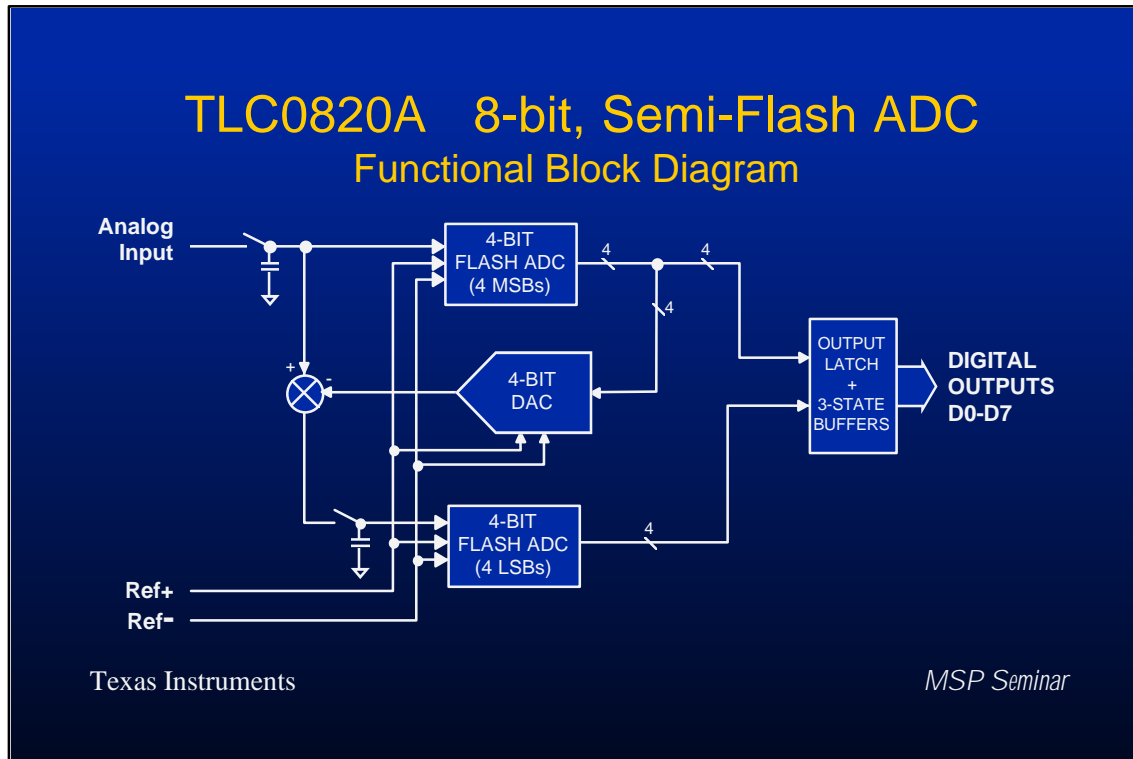 TLC0820A 8-bit, Semi-Flash ADC
Functional Block Diagram
Analog
Input
4-BIT
FLASH ADC
(4 MSBs)
4
4
4
+
-
4-BIT
DAC
OUTPUT
LATCH
+
3-STATE
BUFFERS
DIGITAL
OUTPUTS
D0-D7
4-BIT
FLASH ADC
(4 LSBs)
4
Ref+
Ref-
Texas Instruments
MSP Seminar